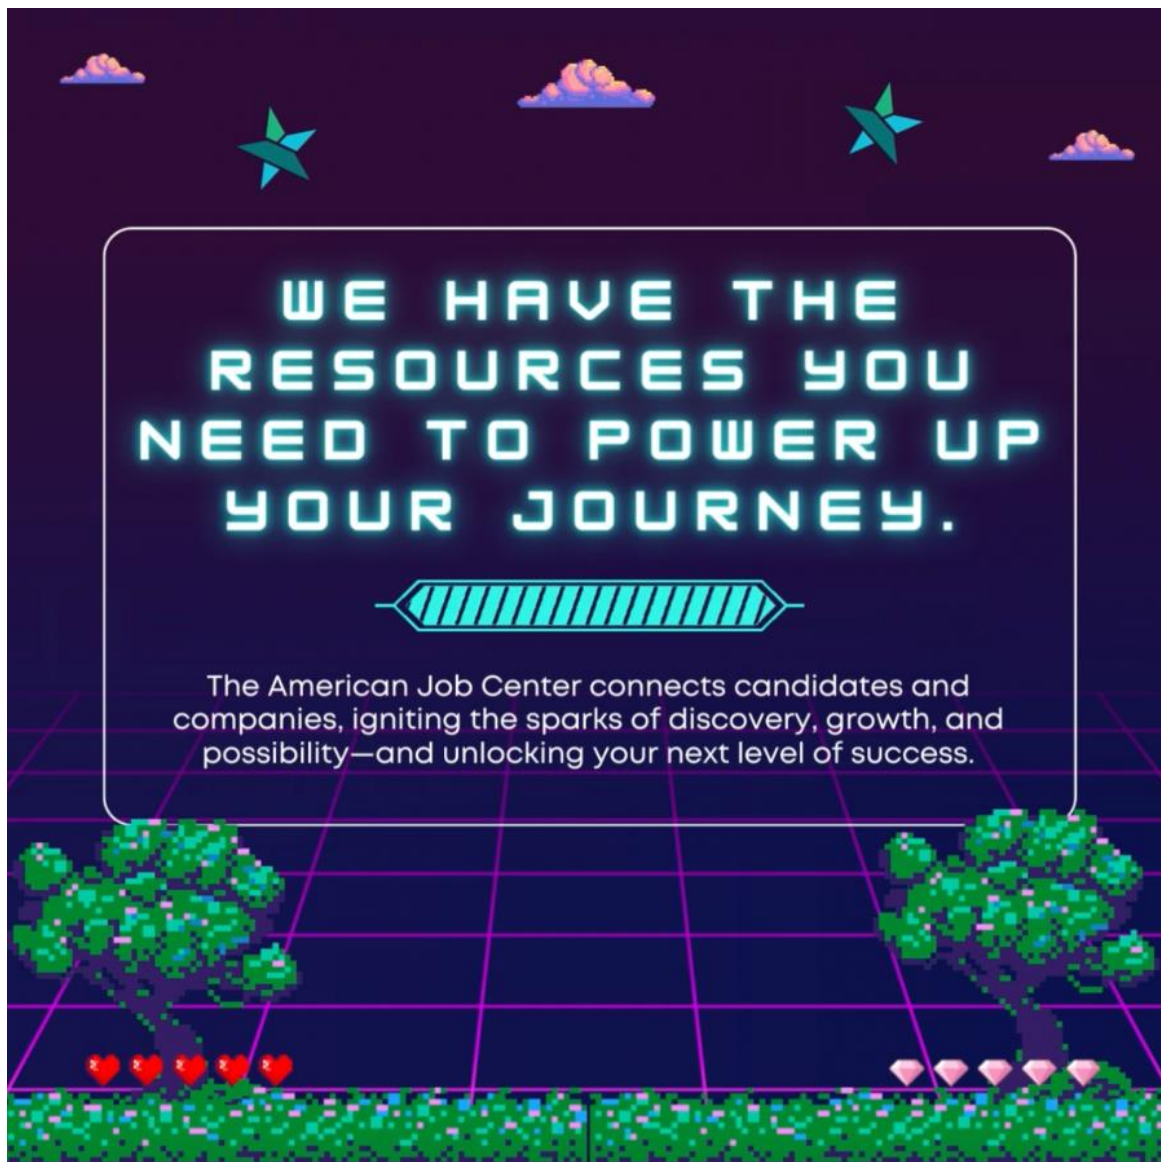 WE HAVE THE
RESOURCES YOU
NEED TO POWER UP
YOUR JOURNEY.
The American Job Center connects candidates and
companies, igniting the sparks of discovery, growth, and
possibility—and unlocking your next level of success.